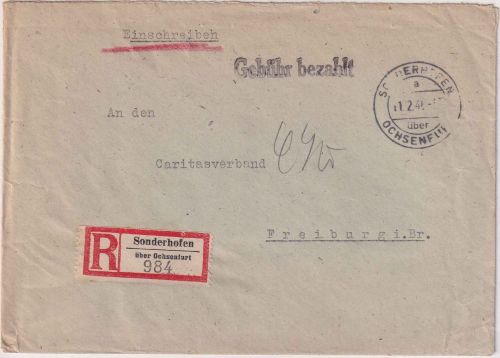 Einschreiben
Gebühr bezahlt
SONDERHOFEN
a
über
OCHSENFURT
An den
Caritasverband
Freiburg i.Br.
R
Sonderhofen
über Ochsenfurt
984